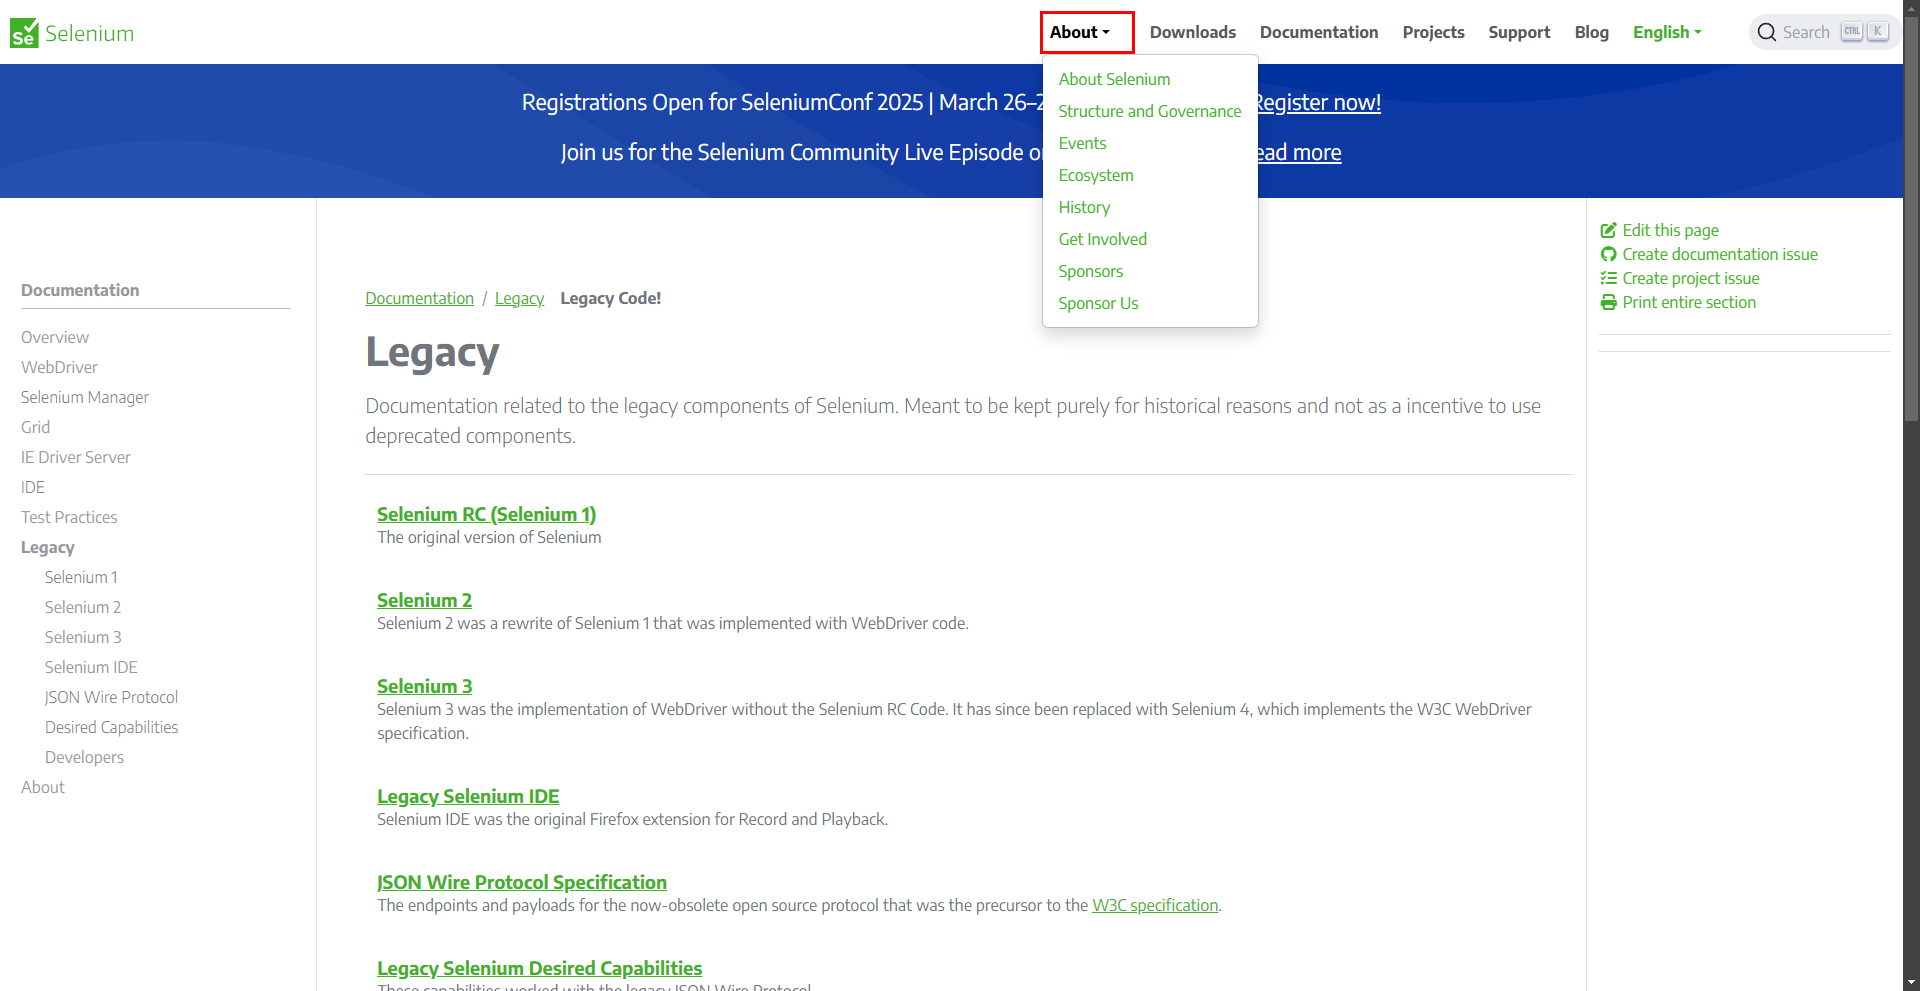 Selenium
About
Downloads
Documentation
Projects
Support
Blog
English
Search
CTRL
K
About Selenium
Structure and Governance
Events
Ecosystem
History
Get Involved
Sponsors
Sponsor Us
Registrations Open for SeleniumConf 2025 | March 26– Register now!
Join us for the Selenium Community Live Episode
Documentation
Overview
WebDriver
Selenium Manager
Grid
IE Driver Server
IDE
Test Practices
Legacy
Selenium 1
Selenium 2
Selenium 3
Selenium IDE
JSON Wire Protocol
Desired Capabilities
Developers
About
Documentation / Legacy Legacy Code!
Legacy
Documentation related to the legacy components of Selenium. Meant to be kept purely for historical reasons and not as a incentive to use
deprecated components.
Selenium RC (Selenium 1)
The original version of Selenium
Selenium 2
Selenium 2 was a rewrite of Selenium 1 that was implemented with WebDriver code.
Selenium 3
Selenium 3 was the implementation of WebDriver without the Selenium RC Code. It has since been replaced with Selenium 4, which implements the W3C WebDriver
specification.
Legacy Selenium IDE
Selenium IDE was the original Firefox extension for Record and Playback.
JSON Wire Protocol Specification
The endpoints and payloads for the now-obsolete open source protocol that was the precursor to the W3C specification.
Legacy Selenium Desired Capabilities
These capabilities worked with the legacy JSON Wire Protocol
Edit this page
Create documentation issue
Create project issue
Print entire section